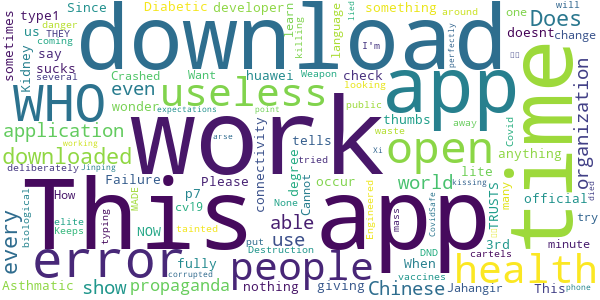 type1
Since
Diabetic
developer
download
something
around
one
Does
sometimes
danger
THEY
Kidney
us
coming
say
several
sucks
Crashed
even
learn
killing
language
lied
I'm
perfectly
Want
huawei
Weapon
check
looking
will
doesnt
change
WHO
useless
app
time
organization
application
wonder
expectations
point
public
thumbs
waste
away
Covid
downloaded
work
open
anything
working
deliberately
Jinping
tells
tried
connectivity
degree
None
Xi
arse
Failure
Please
p7
cv19
occur
Cannot
world
lite
kissing
official
many
try
TRUSTS
How
MADE
This app
able
every
biological
elite
Keeps
typing
NOW
use
put
Engineered
mass
CovidSafe
When
3rd
minute
died
error
people
health
tainted
fully
Destruction
DND
vaccines
cartels
Asthmatic
show
propaganda
corrupted
nothing
giving
Chinese
Jahangir
This
phone